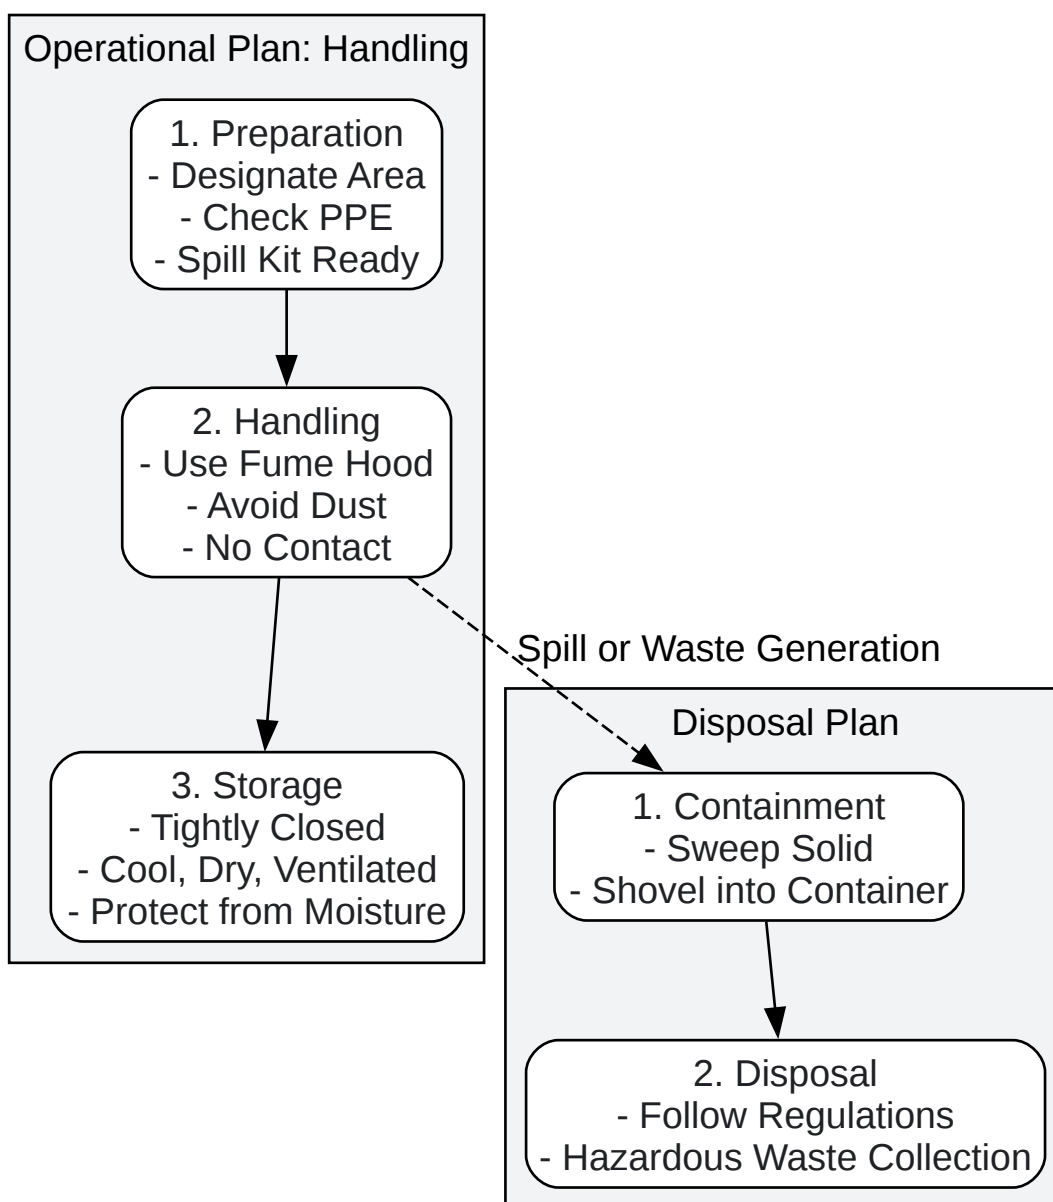 Operational Plan: Handling
1. Preparation
- Designate Area
- Check PPE
- Spill Kit Ready
2. Handling
- Use Fume Hood
- Avoid Dust
- No Contact
3. Storage
- Tightly Closed
- Cool, Dry, Ventilated
- Protect from Moisture
Spill or Waste Generation
Disposal Plan
1. Containment
- Sweep Solid
- Shovel into Container
2. Disposal
- Follow Regulations
- Hazardous Waste Collection